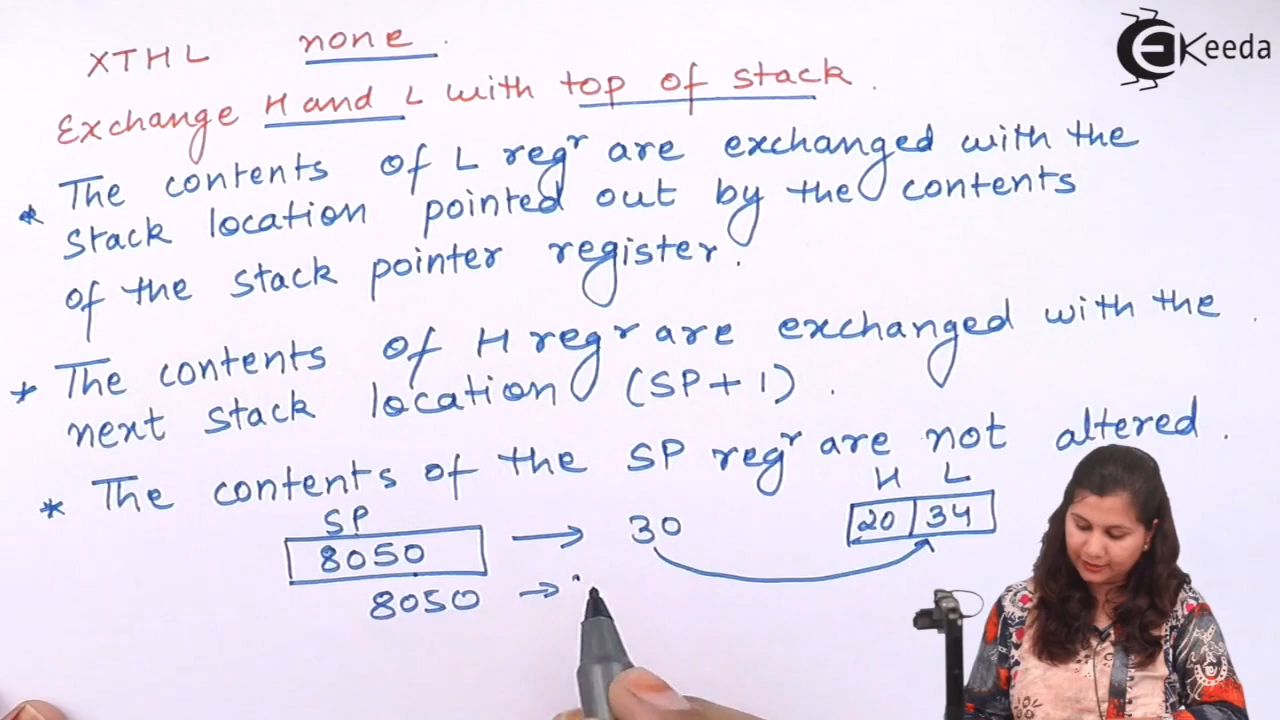 XTHL none.
Exchange H and L with top of stack.
* The contents of L regr are exchanged with the
stack location pointed out by the contents
of the stack pointer register.
* The contents of H regr are exchanged with the
next stack location (SP+1).
* The contents of the SP regr are not altered.
H L
SP
8050 → 30 20 34
8050 →
EKeeda